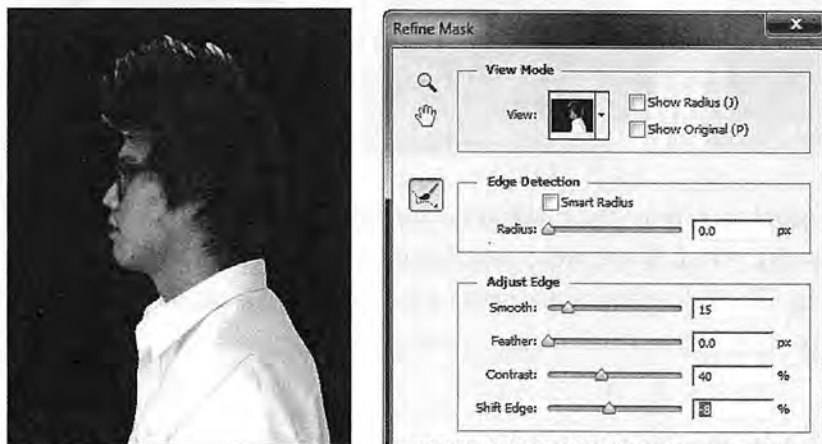 Refine Mask
x
View Mode
View:
Show Radius (J)
Show Original (P)
Edge Detection
Smart Radius
Radius: 0.0 px
Adjust Edge
Smooth: 15
Feather: 0.0 px
Contrast: 40 %
Shift Edge: -8 %